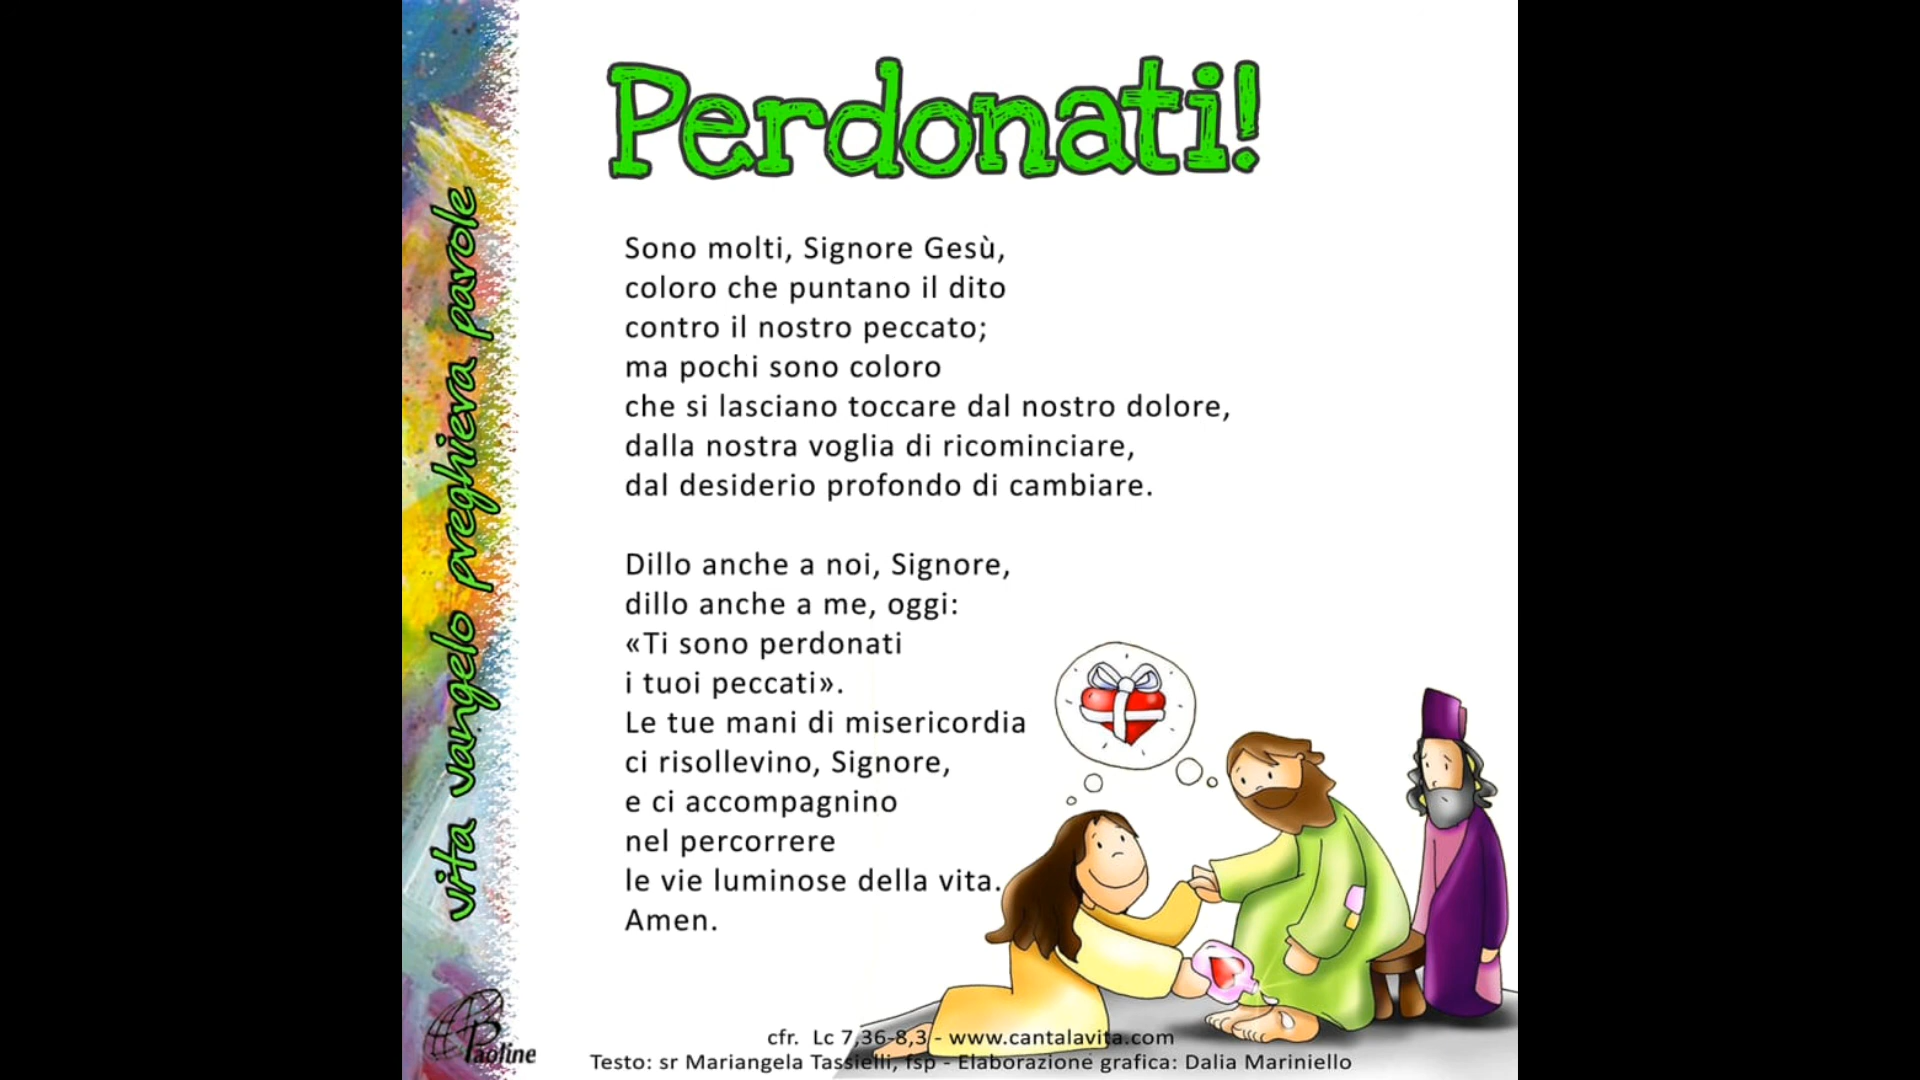 Perdonati!
Sono molti, Signore Gesù,
coloro che puntano il dito
contro il nostro peccato;
ma pochi sono coloro
che si lasciano toccare dal nostro dolore,
dalla nostra voglia di ricominciare,
dal desiderio profondo di cambiare.
Dillo anche a noi, Signore,
dillo anche a me, oggi:
«Ti sono perdonati
i tuoi peccati».
Le tue mani di misericordia
ci risollevino, Signore,
e ci accompagnino
nel percorrere
le vie luminose della vita.
Amen.
vita vangelo preghiera parole
Paoline
cfr. Lc 7,36-8,3 - www.cantalavita.com
Testo: sr Mariangela Tassielli, fsp - Elaborazione grafica: Dalia Mariniello